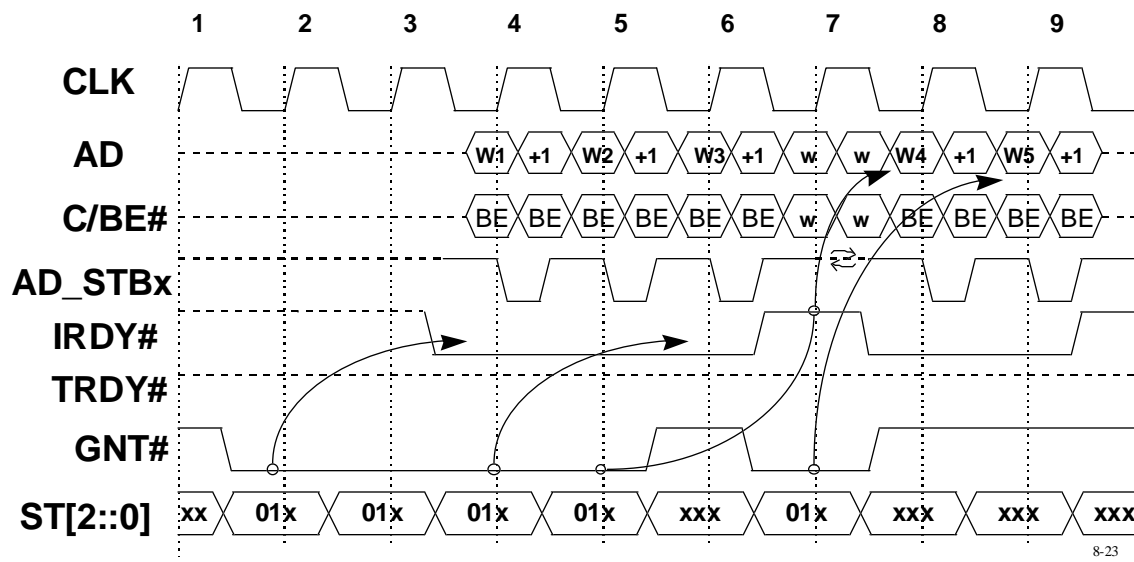 1 2 3 4 5 6 7 8 9
CLK
AD W1 +1 W2 +1 W3 +1 w w W4 +1 W5 +1
C/BE# BE BE BE BE BE BE w w BE BE BE BE
AD_STBx
IRDY#
TRDY#
GNT#
ST[2::0] xx 01x 01x 01x 01x xxx 01x xxx xxx xxx
8-23